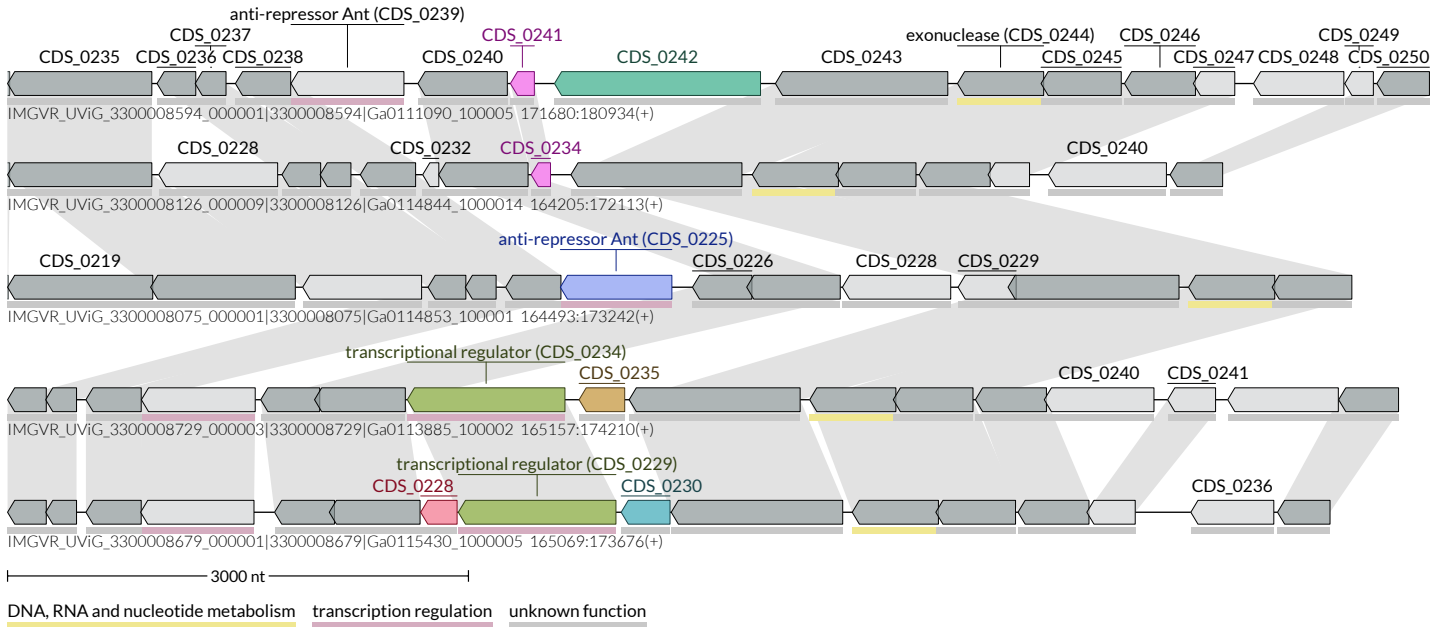 anti-repressor Ant (CDS_0239)
CDS_0237 CDS_0241 exonuclease (CDS_0244) CDS_0246 CDS_0249
CDS_0235 CDS_0236 CDS_0238 CDS_0240 CDS_0242 CDS_0243 CDS_0245 CDS_0247 CDS_0248 CDS_0250
IMGVR_UViG_3300008594_000001|3300008594|Ga0111090_100005 171680:180934(+)
CDS_0228 CDS_0232 CDS_0234 CDS_0240
IMGVR_UViG_3300008126_000009|3300008126|Ga0114844_1000014 164205:172113(+)
anti-repressor Ant (CDS_0225)
CDS_0219 CDS_0226 CDS_0228 CDS_0229
IMGVR_UViG_3300008075_000001|3300008075|Ga0114853_100001 164493:173242(+)
transcriptional regulator (CDS_0234)
CDS_0235 CDS_0240 CDS_0241
IMGVR_UViG_3300008729_000003|3300008729|Ga0113885_100002 165157:174210(+)
transcriptional regulator (CDS_0229)
CDS_0228 CDS_0230 CDS_0236
IMGVR_UViG_3300008679_000001|3300008679|Ga0115430_1000005 165069:173676(+)
3000 nt
DNA, RNA and nucleotide metabolism transcription regulation unknown function